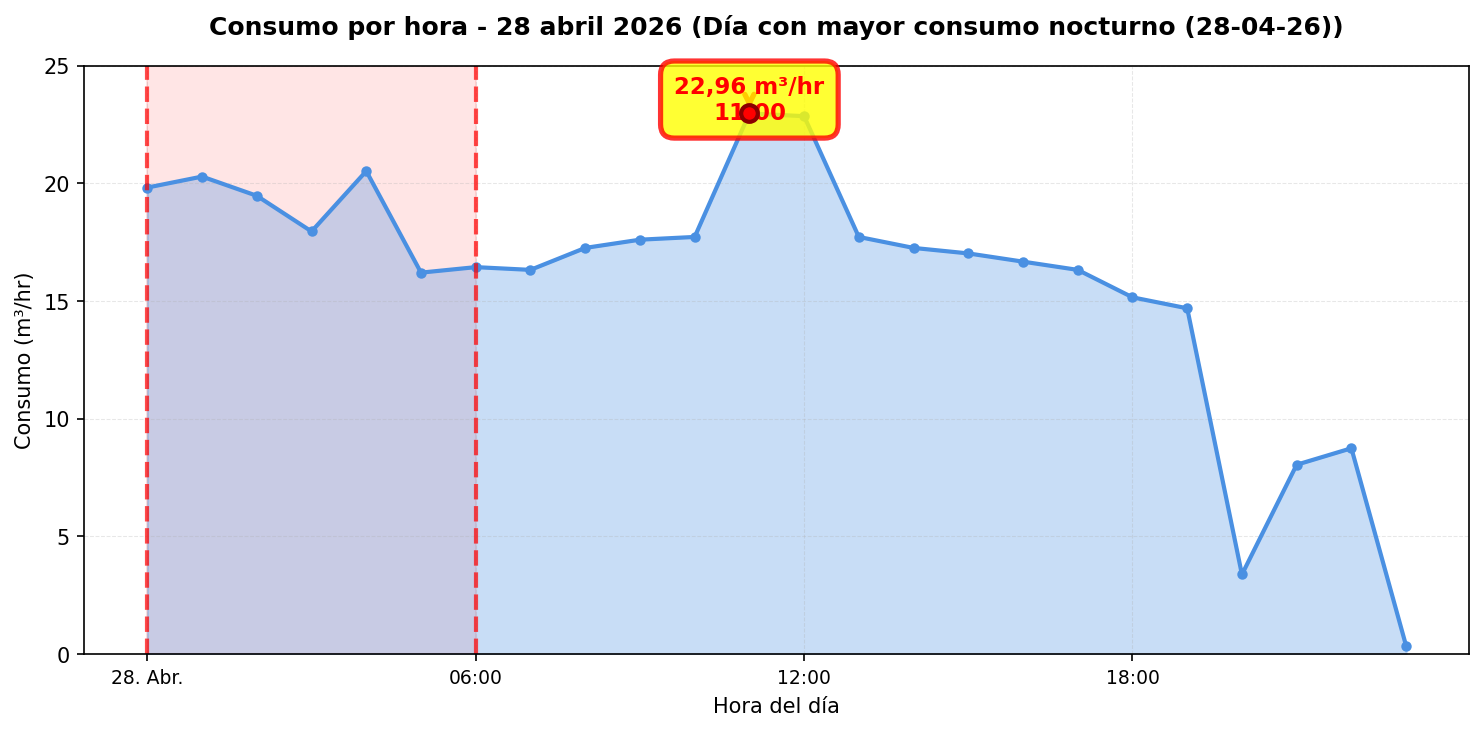 Consumo por hora - 28 abril 2026 (Día con mayor consumo nocturno (28-04-26))
22,96 m³/hr
11:00
Consumo (m³/hr)
25
20
15
10
5
0
28. Abr.
06:00
12:00
18:00
Hora del día